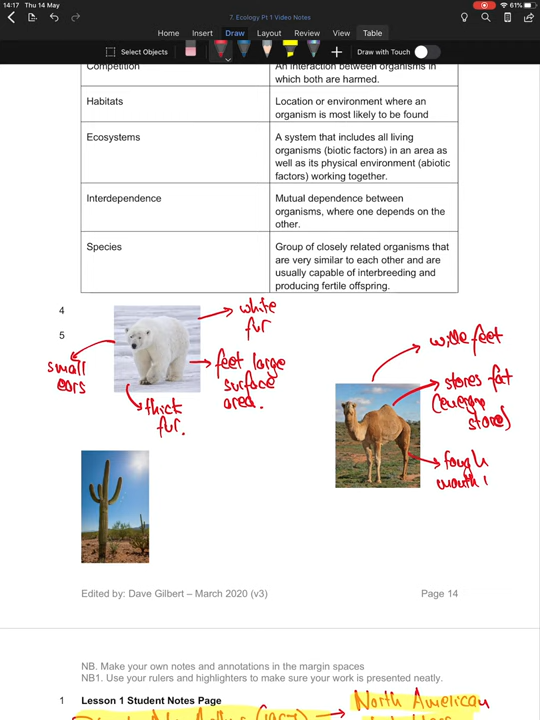 14:17 Thu 14 May
61%
7. Ecology Pt 1 Video Notes
Home Insert Draw Layout Review View Table
Select Objects
Draw with Touch
Competition
An interaction between organisms in
which both are harmed.
Habitats
Location or environment where an
organism is most likely to be found
Ecosystems
A system that includes all living
organisms (biotic factors) in an area as
well as its physical environment (abiotic
factors) working together.
Interdependence
Mutual dependence between
organisms, where one depends on the
other.
Species
Group of closely related organisms that
are very similar to each other and are
usually capable of interbreeding and
producing fertile offspring.
4
5
white
fur
small
ears
feet large
surface
area.
thick
fur.
wide feet
stores fat
(energy
stores)
tough
mouth
Edited by: Dave Gilbert – March 2020 (v3)
Page 14
NB. Make your own notes and annotations in the margin spaces
NB1. Use your rulers and highlighters to make sure your work is presented neatly.
1
Lesson 1 Student Notes Page
North American